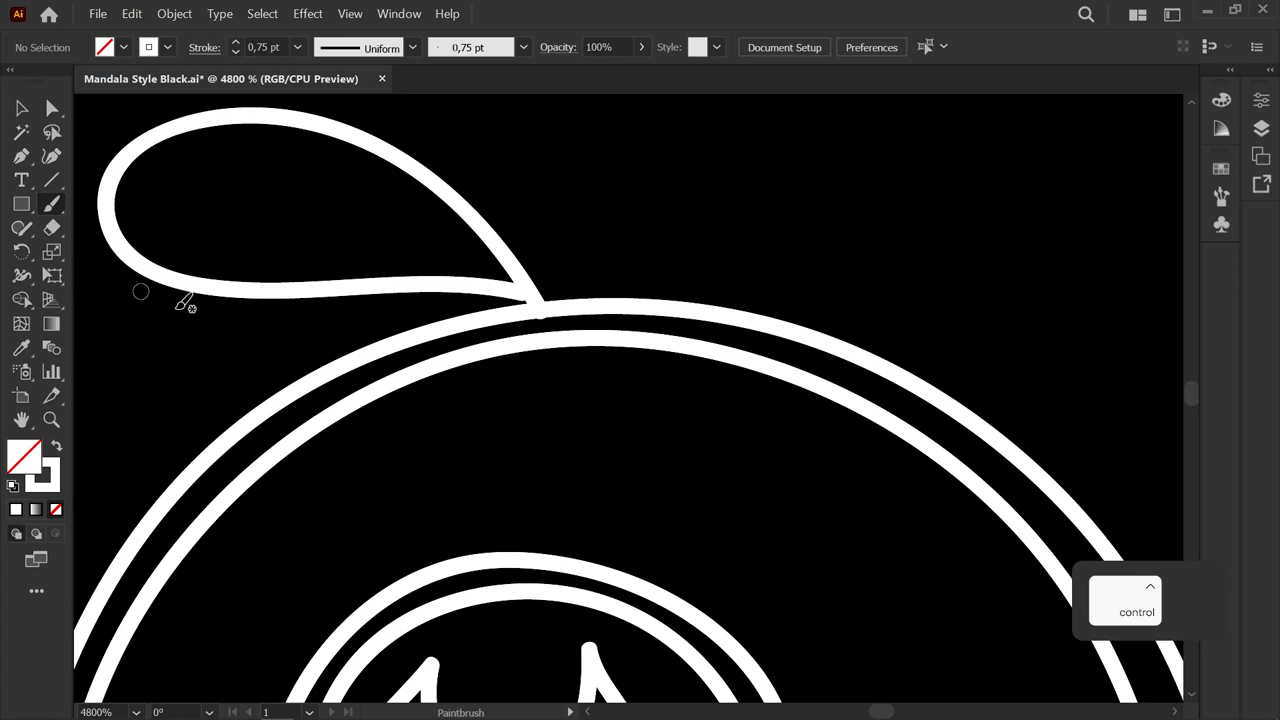 Ai File Edit Object Type Select Effect View Window Help
No Selection Stroke: 0,75 pt Uniform 0,75 pt Opacity: 100% Style: Document Setup Preferences
Mandala Style Black.ai* @ 4800 % (RGB/CPU Preview)
control
4800% 0° 1 Paintbrush